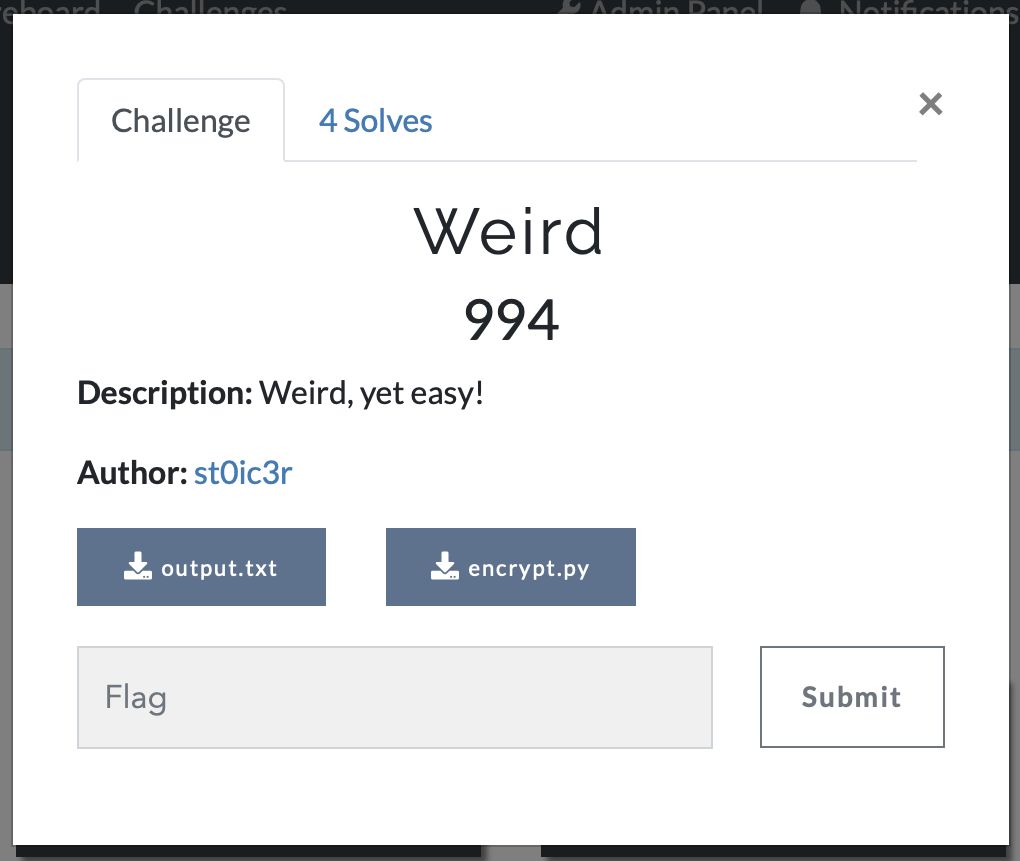 Challenges Admin Panel Notifications
Challenge 4 Solves ×
Weird
994
Description: Weird, yet easy!
Author: st0ic3r
output.txt encrypt.py
Flag Submit